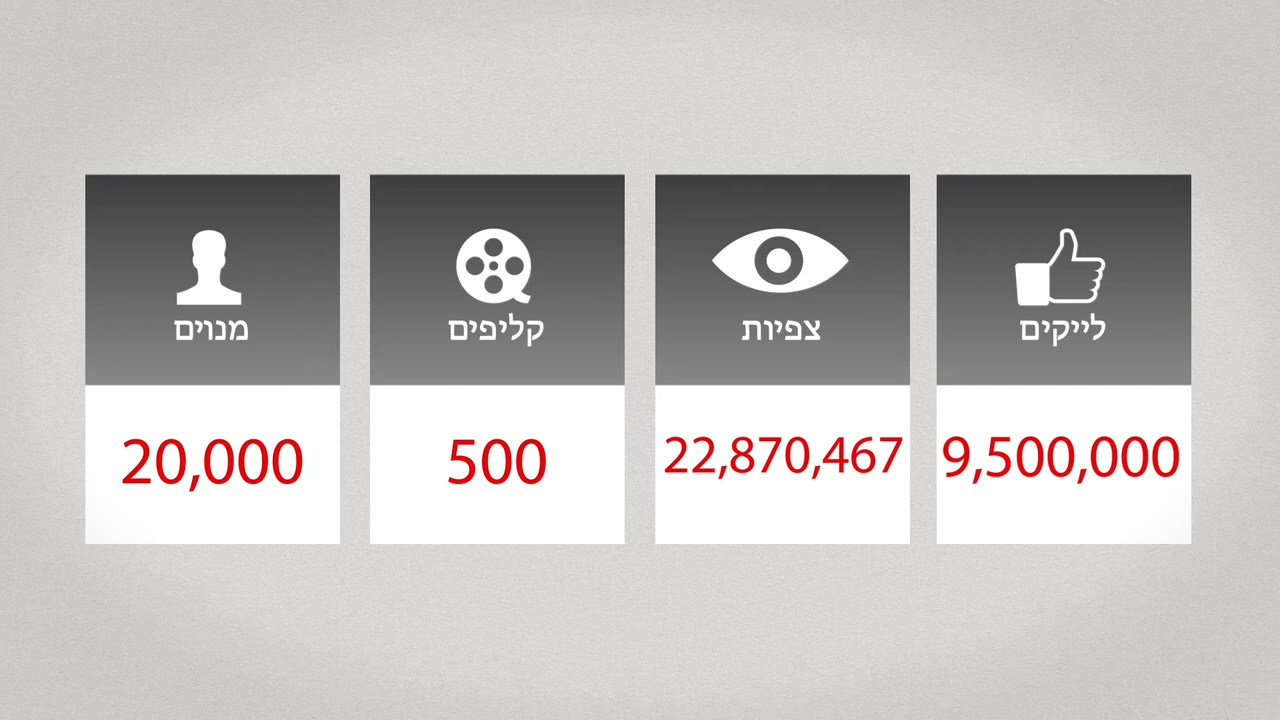 לייקים
9,500,000
צפיות
22,870,467
קליפים
500
מנוים
20,000